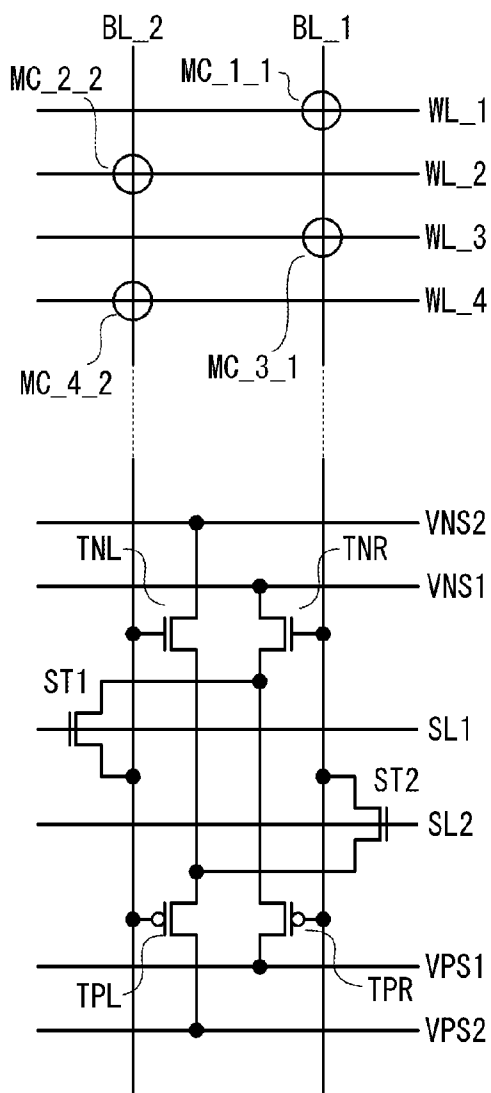 BL_2 BL_1
MC_2_2
MC_1_1
WL_1
WL_2
WL_3
WL_4
MC_4_2
MC_3_1
VNS2
TNL TNR
VNS1
ST1
SL1
ST2
SL2
TPL TPR
VPS1
VPS2